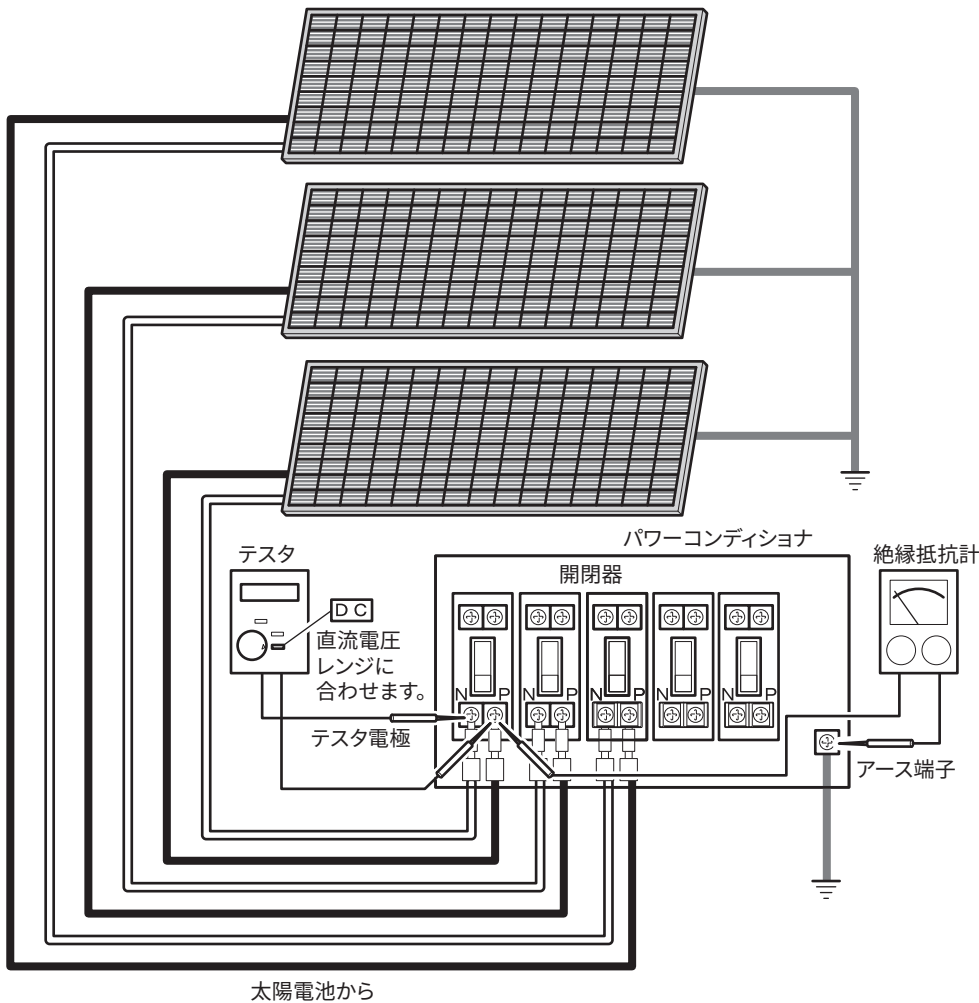 パワーコンディショナ
テスタ
絶縁抵抗計
開閉器
DC
直流電圧
レンジに
合わせます。
N P N P N P N P N P
テスタ電極
アース端子
太陽電池から